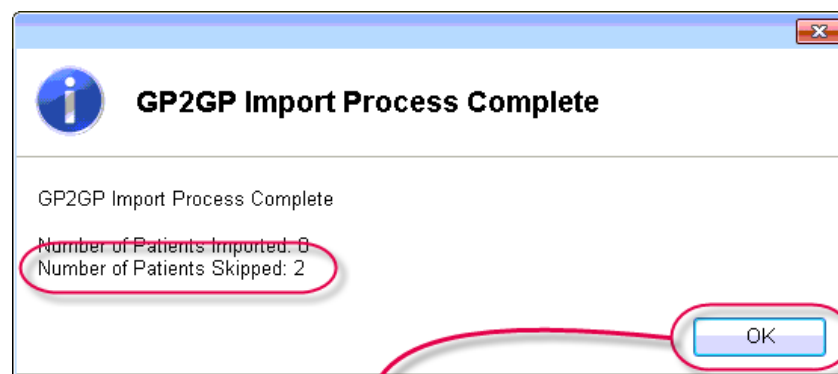 GP2GP Import Process Complete
GP2GP Import Process Complete
Number of Patients Imported: 0
Number of Patients Skipped: 2
OK